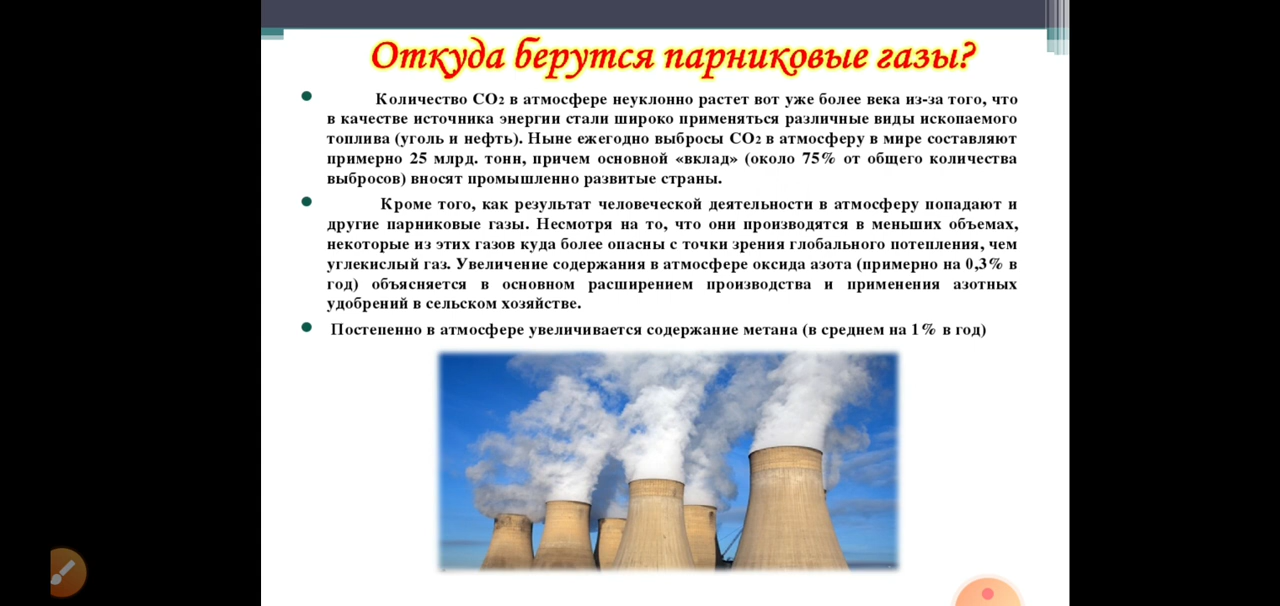 Откуда берутся парниковые газы?
Количество СО2 в атмосфере неуклонно растет вот уже более века из-за того, что
в качестве источника энергии стали широко применяться различные виды ископаемого
топлива (уголь и нефть). Ныне ежегодно выбросы СО2 в атмосферу в мире составляют
примерно 25 млрд. тонн, причем основной «вклад» (около 75% от общего количества
выбросов) вносят промышленно развитые страны.
Кроме того, как результат человеческой деятельности в атмосферу попадают и
другие парниковые газы. Несмотря на то, что они производятся в меньших объемах,
некоторые из этих газов куда более опасны с точки зрения глобального потепления, чем
углекислый газ. Увеличение содержания в атмосфере оксида азота (примерно на 0,3% в
год) объясняется в основном расширением производства и применения азотных
удобрений в сельском хозяйстве.
Постепенно в атмосфере увеличивается содержание метана (в среднем на 1% в год)